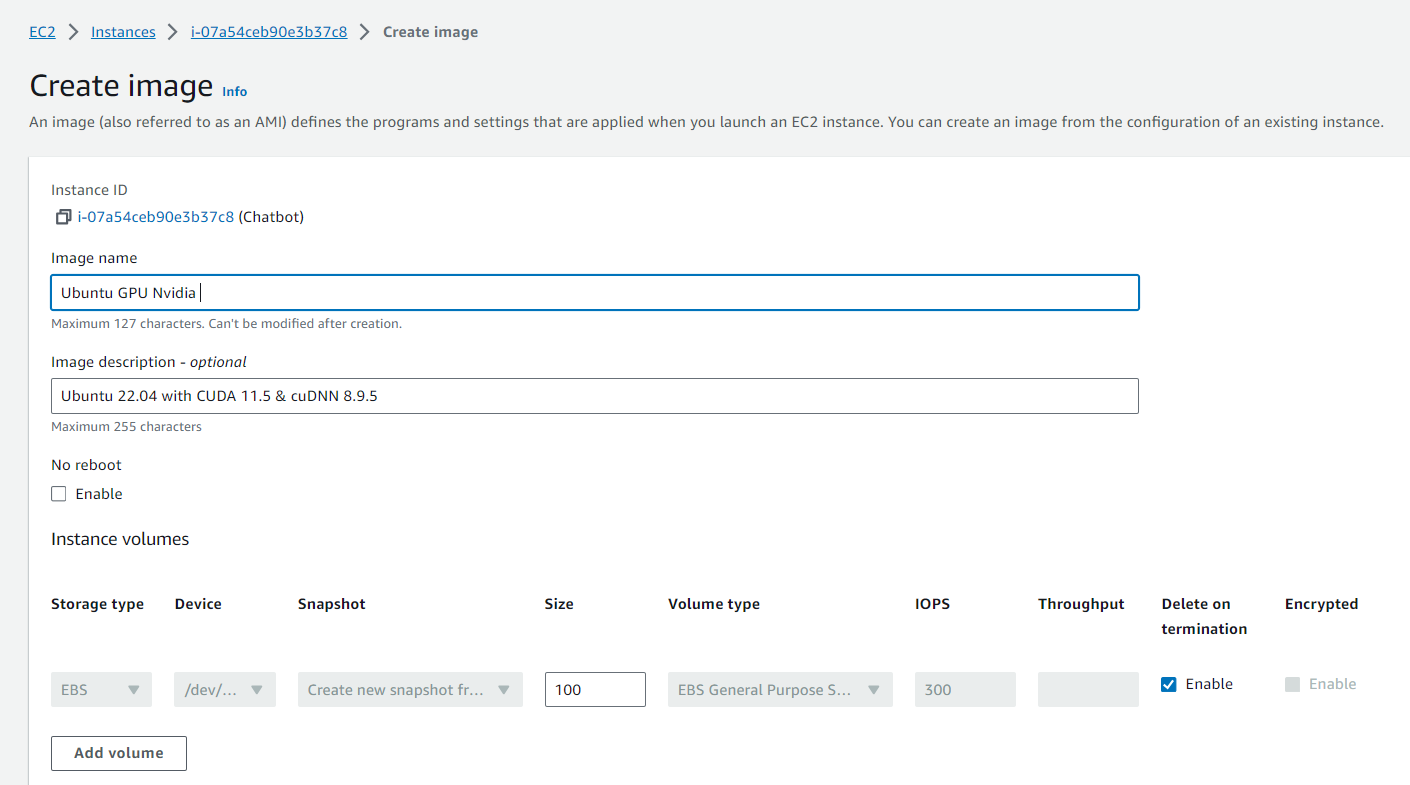 EC2 > Instances > i-07a54ceb90e3b37c8 > Create image
Create image Info
An image (also referred to as an AMI) defines the programs and settings that are applied when you launch an EC2 instance. You can create an image from the configuration of an existing instance.
Instance ID
i-07a54ceb90e3b37c8 (Chatbot)
Image name
Ubuntu GPU Nvidia
Maximum 127 characters. Can't be modified after creation.
Image description - optional
Ubuntu 22.04 with CUDA 11.5 & cuDNN 8.9.5
Maximum 255 characters
No reboot
Enable
Instance volumes
Storage type Device Snapshot Size Volume type IOPS Throughput Delete on termination Encrypted
EBS /dev/... Create new snapshot fr... 100 EBS General Purpose S... 300 Enable Enable
Add volume